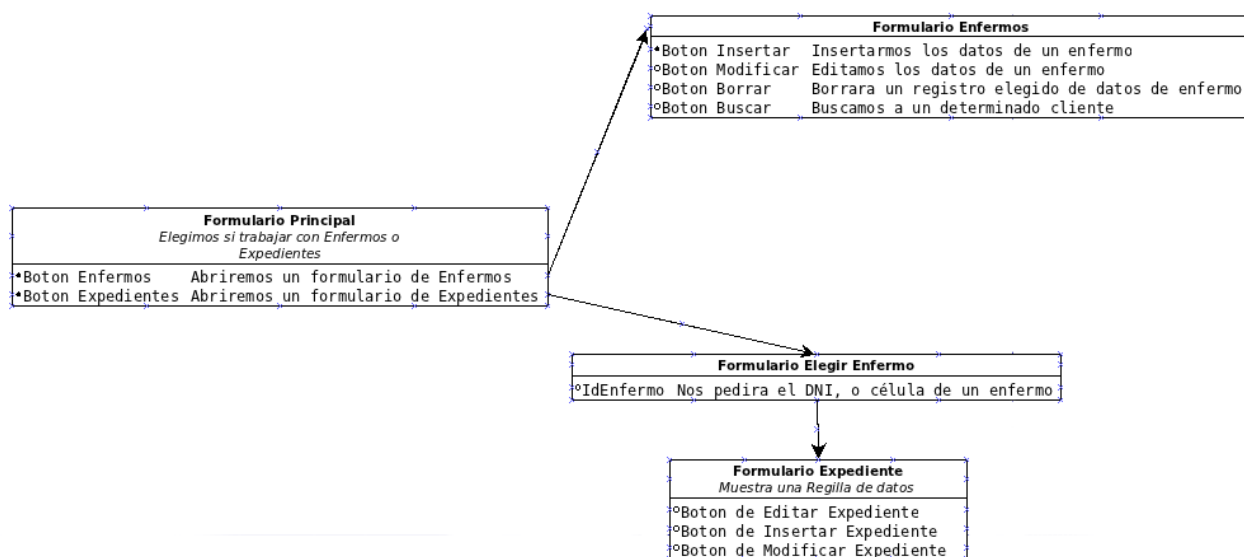 Formulario Enfermos
Boton Insertar Insertarmos los datos de un enfermo
Boton Modificar Editamos los datos de un enfermo
Boton Borrar Borrara un registro elegido de datos de enfermo
Boton Buscar Buscamos a un determinado cliente
Formulario Principal
Elegimos si trabajar con Enfermos o
Expedientes
Boton Enfermos Abriremos un formulario de Enfermos
Boton Expedientes Abriremos un formulario de Expedientes
Formulario Elegir Enfermo
IdEnfermo Nos pedira el DNI, o célula de un enfermo
Formulario Expediente
Muestra una Regilla de datos
Boton de Editar Expediente
Boton de Insertar Expediente
Boton de Modificar Expediente